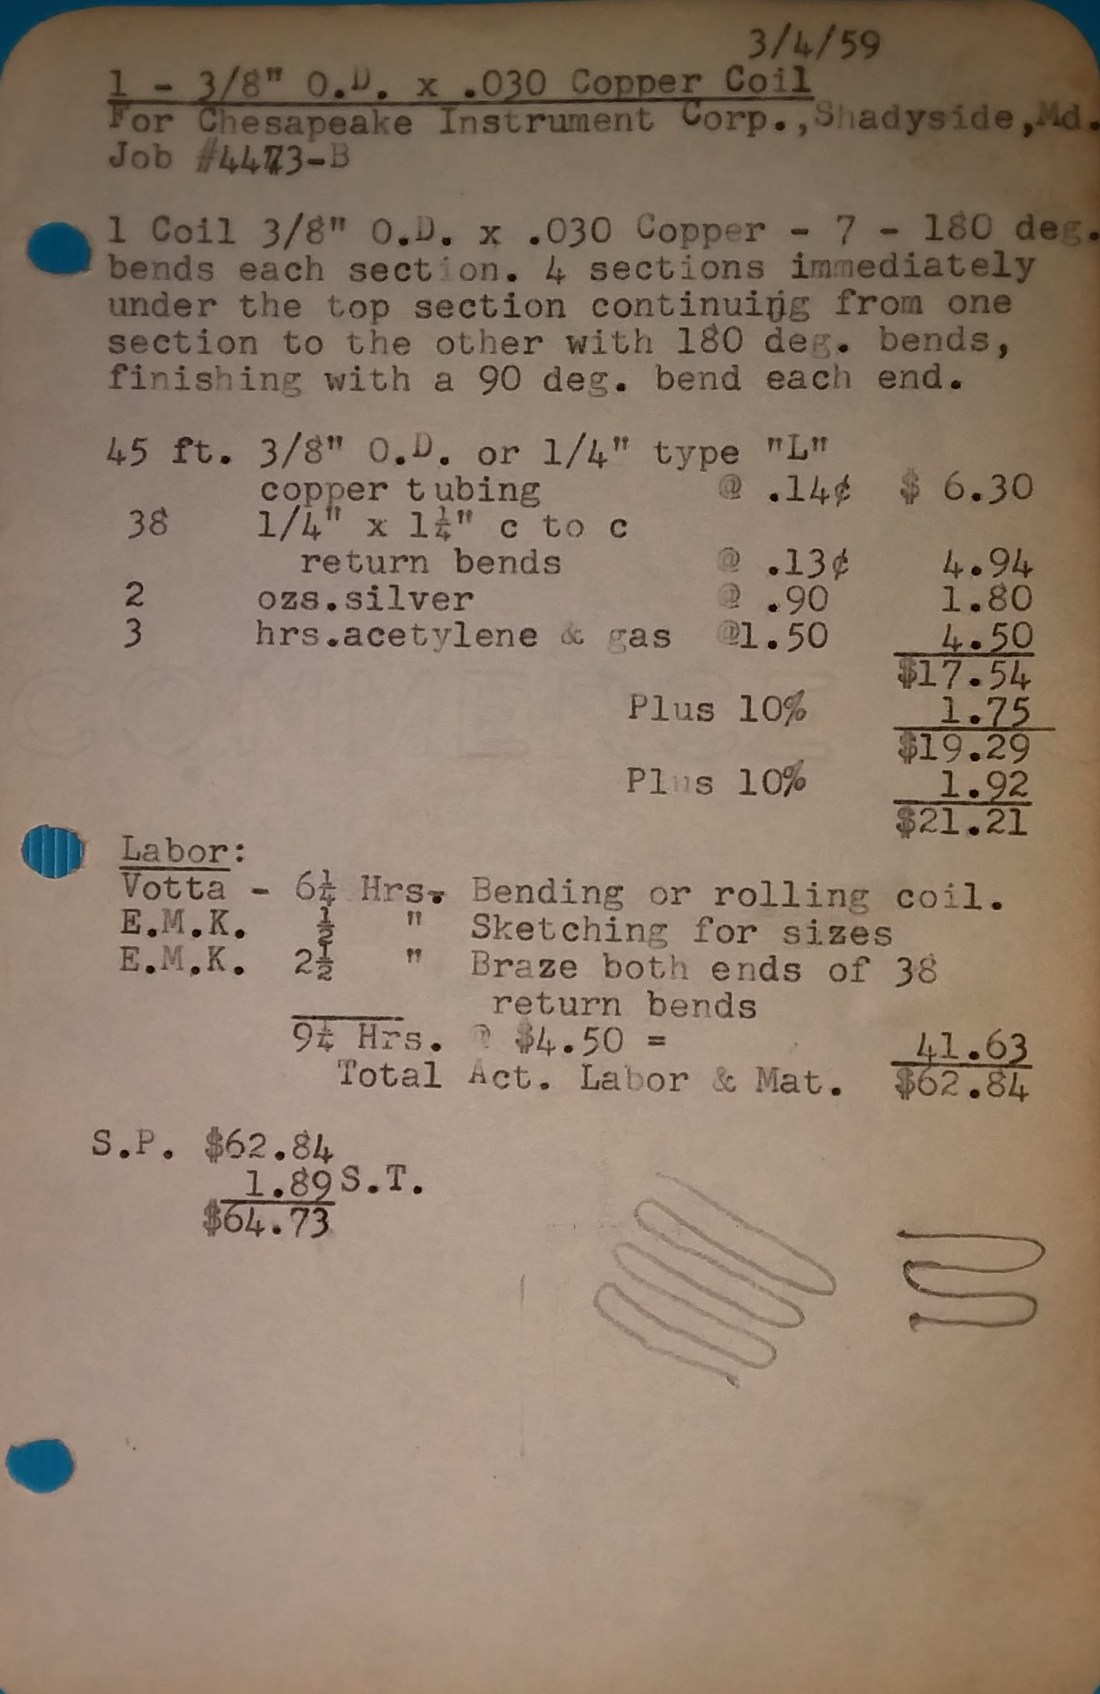 3/4/59
1 - 3/8" O.D. x .030 Copper Coil
For Chesapeake Instrument Corp.,Shadyside,Md.
Job #4473-B
1 Coil 3/8" O.D. x .030 Copper - 7 - 180 deg.
bends each section. 4 sections immediately
under the top section continuing from one
section to the other with 180 deg. bends,
finishing with a 90 deg. bend each end.
45 ft. 3/8" O.D. or 1/4" type "L"
copper tubing @ .14¢ $ 6.30
38 1/4" x 1¼" c to c
return bends @ .13¢ 4.94
2 ozs.silver @ .90 1.80
3 hrs.acetylene & gas @1.50 4.50
$17.54
Plus 10% 1.75
$19.29
Plus 10% 1.92
$21.21
Labor:
Votta - 6¼ Hrs. Bending or rolling coil.
E.M.K. ½ " Sketching for sizes
E.M.K. 2½ " Braze both ends of 38
return bends
9¼ Hrs. @ $4.50 = 41.63
Total Act. Labor & Mat. $62.84
S.P. $62.84
1.89 S.T.
$64.73